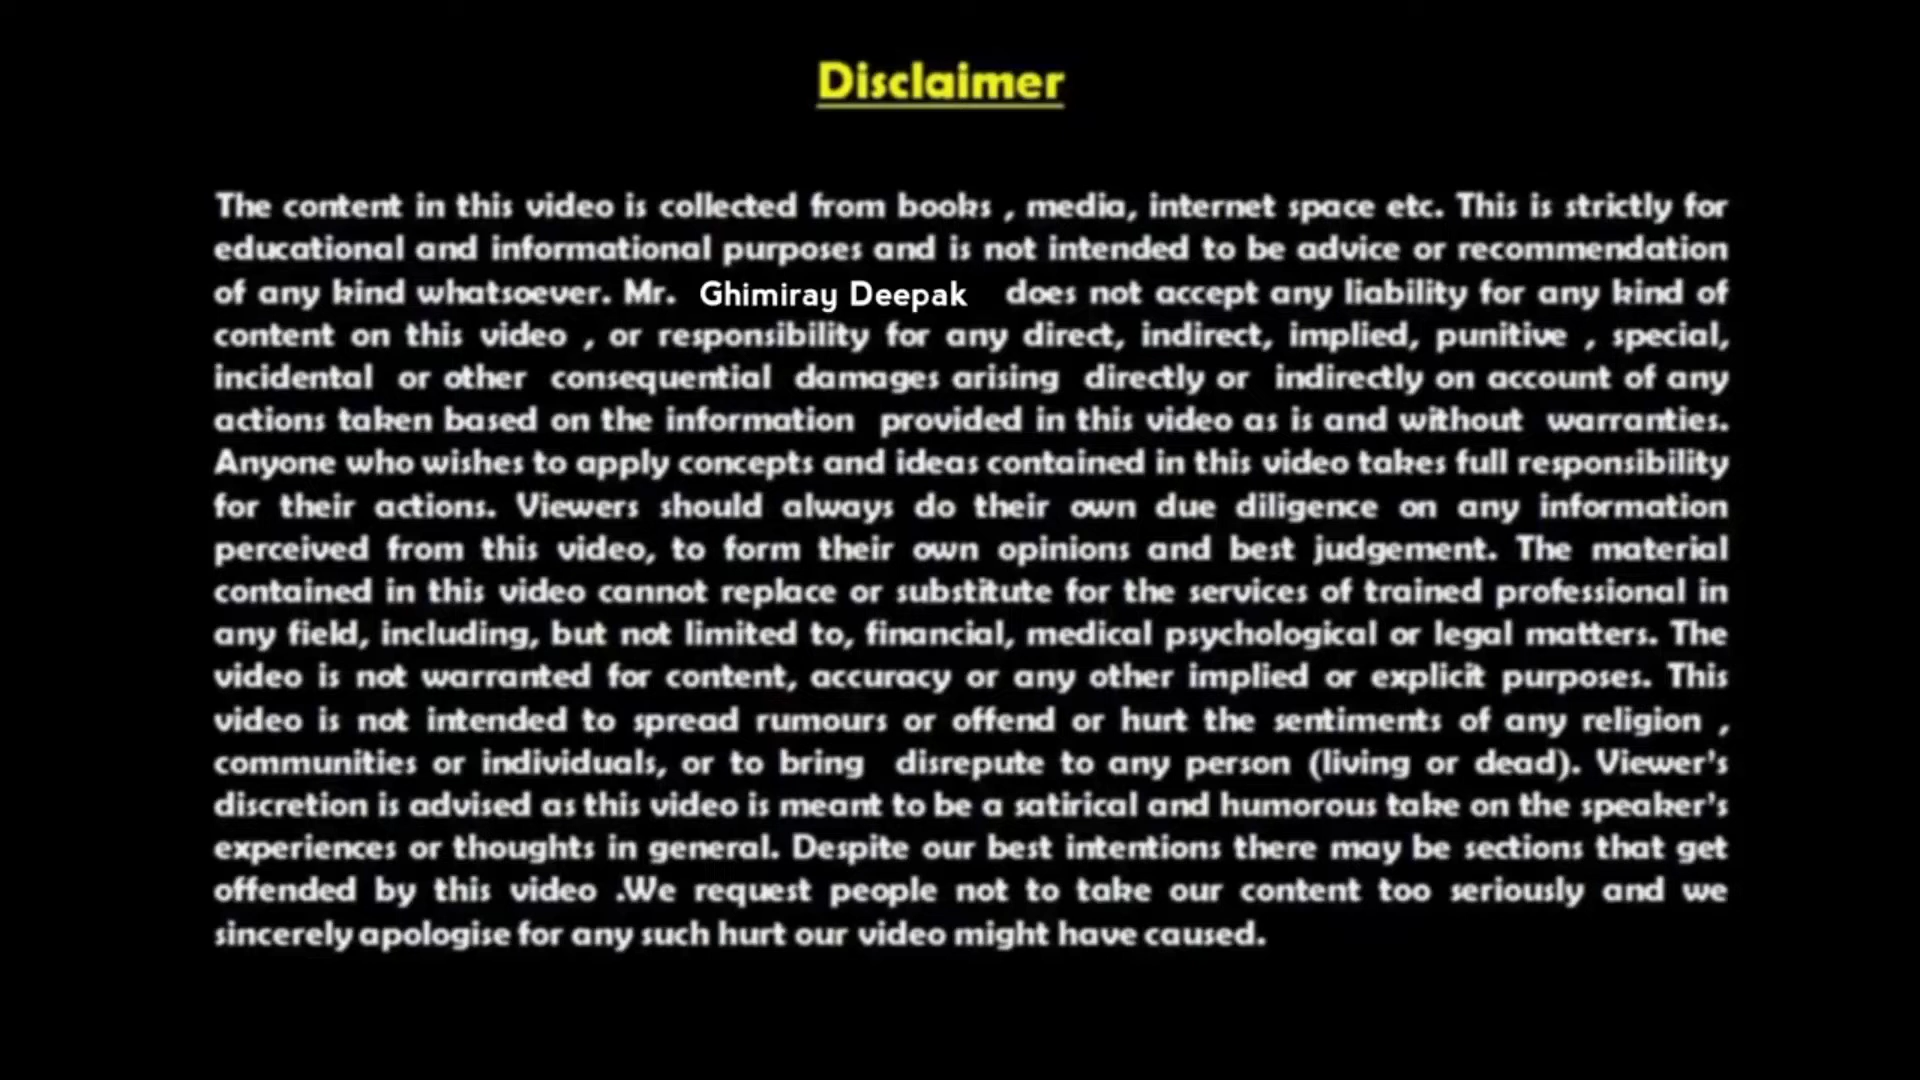 Disclaimer
The content in this video is collected from books , media, internet space etc. This is strictly for
educational and informational purposes and is not intended to be advice or recommendation
of any kind whatsoever. Mr. Ghimiray Deepak does not accept any liability for any kind of
content on this video , or responsibility for any direct, indirect, implied, punitive , special,
incidental or other consequential damages arising directly or indirectly on account of any
actions taken based on the information provided in this video as is and without warranties.
Anyone who wishes to apply concepts and ideas contained in this video takes full responsibility
for their actions. Viewers should always do their own due diligence on any information
perceived from this video, to form their own opinions and best judgement. The material
contained in this video cannot replace or substitute for the services of trained professional in
any field, including, but not limited to, financial, medical psychological or legal matters. The
video is not warranted for content, accuracy or any other implied or explicit purposes. This
video is not intended to spread rumours or offend or hurt the sentiments of any religion ,
communities or individuals, or to bring disrepute to any person (living or dead). Viewer's
discretion is advised as this video is meant to be a satirical and humorous take on the speaker's
experiences or thoughts in general. Despite our best intentions there may be sections that get
offended by this video .We request people not to take our content too seriously and we
sincerely apologise for any such hurt our video might have caused.